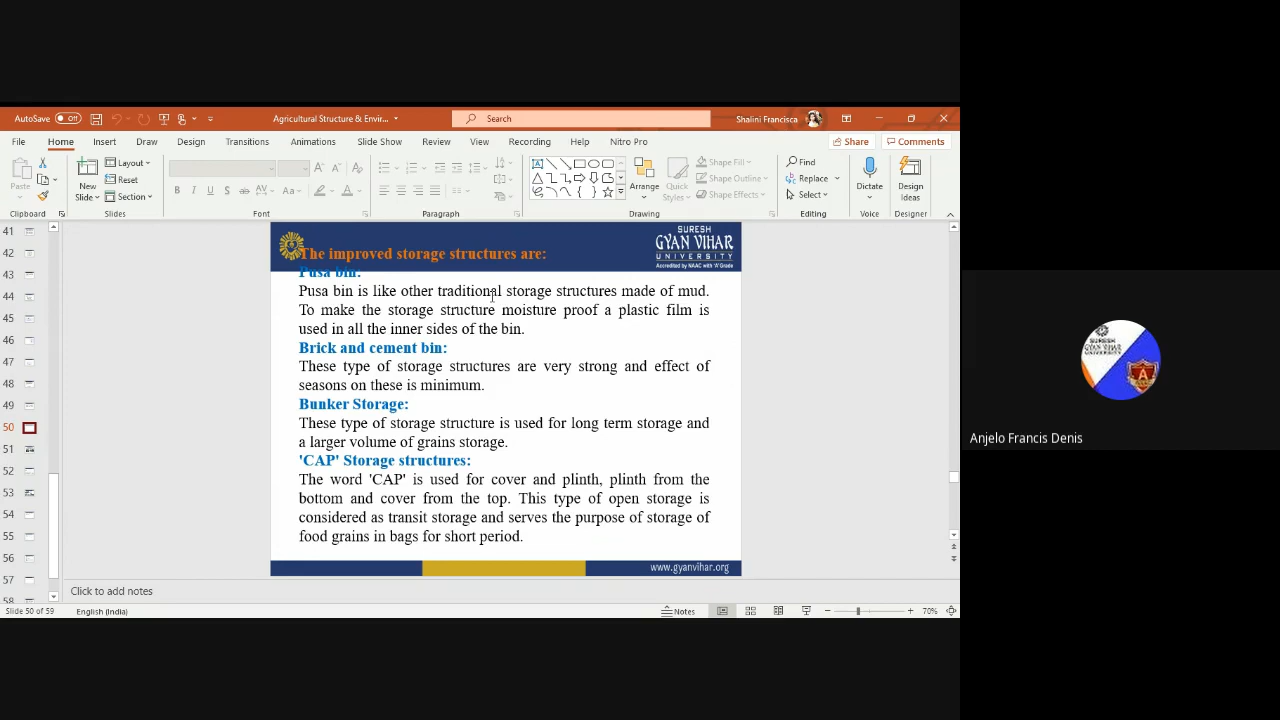 AutoSave Off Agricultural Structure & Envir... Search Shalini Francisca
File Home Insert Draw Design Transitions Animations Slide Show Review View Recording Help Nitro Pro Share Comments
Paste New Slide Layout Reset Section Arrange Quick Styles Shape Fill Shape Outline Shape Effects Find Replace Select Dictate Design Ideas
Clipboard Slides Font Paragraph Drawing Editing Voice Designer
41
42
43
44
45
46
47
48
49
50
51
52
53
54
55
56
57
58
SURESH
GYAN VIHAR
UNIVERSITY
Accredited by NAAC with 'A' Grade
The improved storage structures are:
Pusa bin:
Pusa bin is like other traditional storage structures made of mud.
To make the storage structure moisture proof a plastic film is
used in all the inner sides of the bin.
Brick and cement bin:
These type of storage structures are very strong and effect of
seasons on these is minimum.
Bunker Storage:
These type of storage structure is used for long term storage and
a larger volume of grains storage.
'CAP' Storage structures:
The word 'CAP' is used for cover and plinth, plinth from the
bottom and cover from the top. This type of open storage is
considered as transit storage and serves the purpose of storage of
food grains in bags for short period.
www.gyanvihar.org
Click to add notes
Slide 50 of 59 English (India) Notes 70%
SURESH
GYAN VIHAR
A
Anjelo Francis Denis